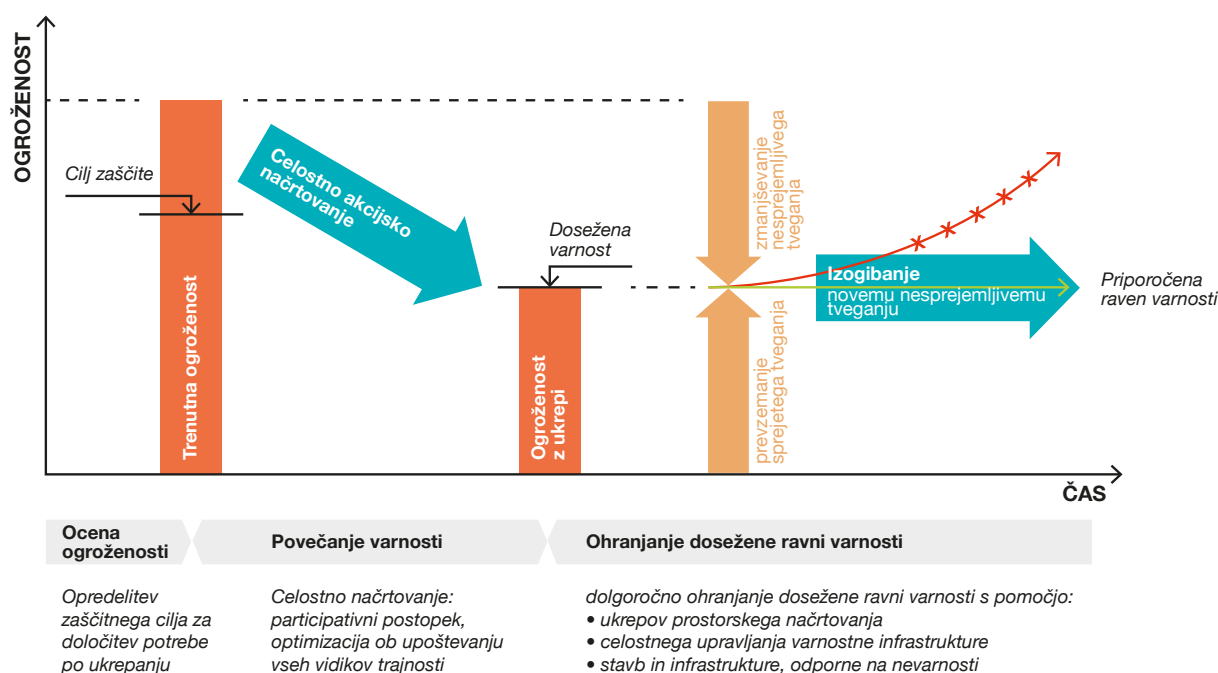 OGROŽENOST
Cilj zaščite
Trenutna ogroženost
Celostno akcijsko
načrtovanje
Dosežena
varnost
Ogroženost
z ukrepi
zmanjševanje
nesprejemljivega
tveganja
prevzemanje
sprejetega tveganja
Izogibanje
novemu nesprejemljivemu
tveganju
Priporočena
raven varnosti
ČAS
Ocena
ogroženosti
Povečanje varnosti
Ohranjanje dosežene ravni varnosti
Opredelitev
zaščitnega cilja za
določitev potrebe
po ukrepanju
Celostno načrtovanje:
participativni postopek,
optimizacija ob upoštevanju
vseh vidikov trajnosti
dolgoročno ohranjanje dosežene ravni varnosti s pomočjo:
• ukrepov prostorskega načrtovanja
• celostnega upravljanja varnostne infrastrukture
• stavb in infrastrukture, odporne na nevarnosti